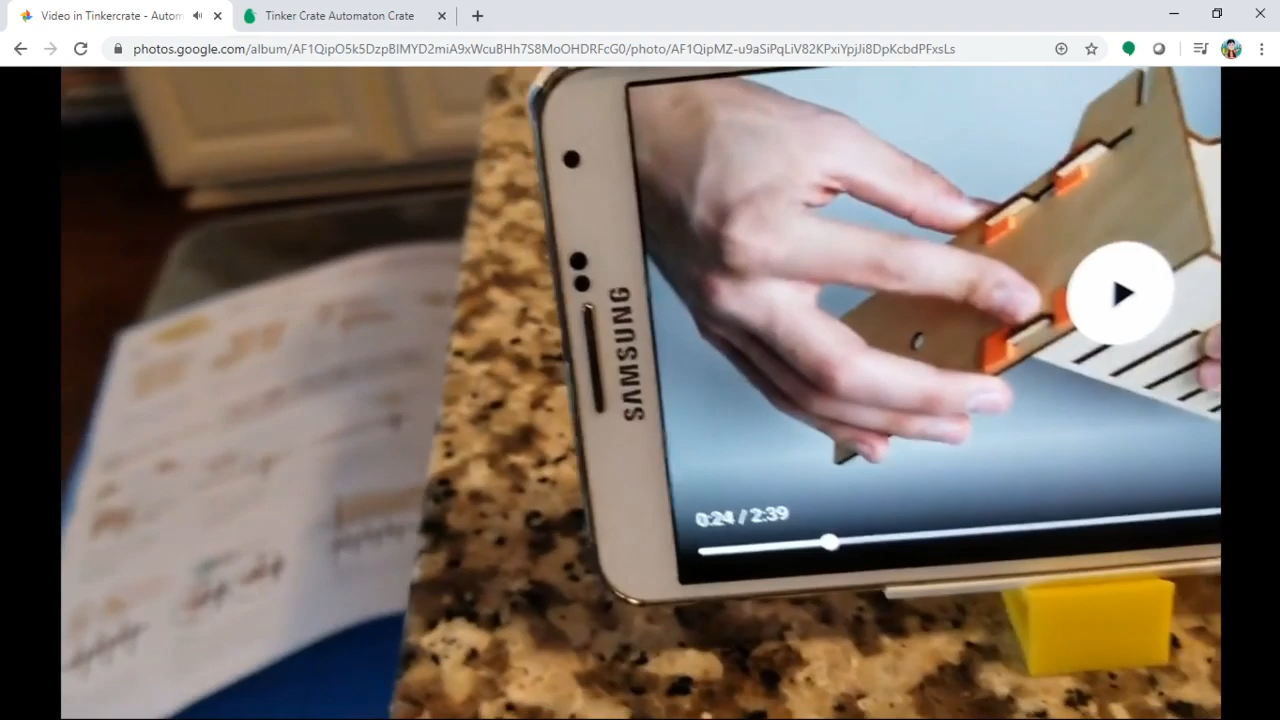 Video in Tinkercrate - Autom
Tinker Crate Automaton Crate
photos.google.com/album/AF1QipO5k5DzpBlMYD2miA9xWcuBHh7S8MoOHDRFcG0/photo/AF1QipMZ-u9aSiPqLiV82KPxiYpjJi8DpKcbdPFxsLs
SAMSUNG
0:24 / 2:39